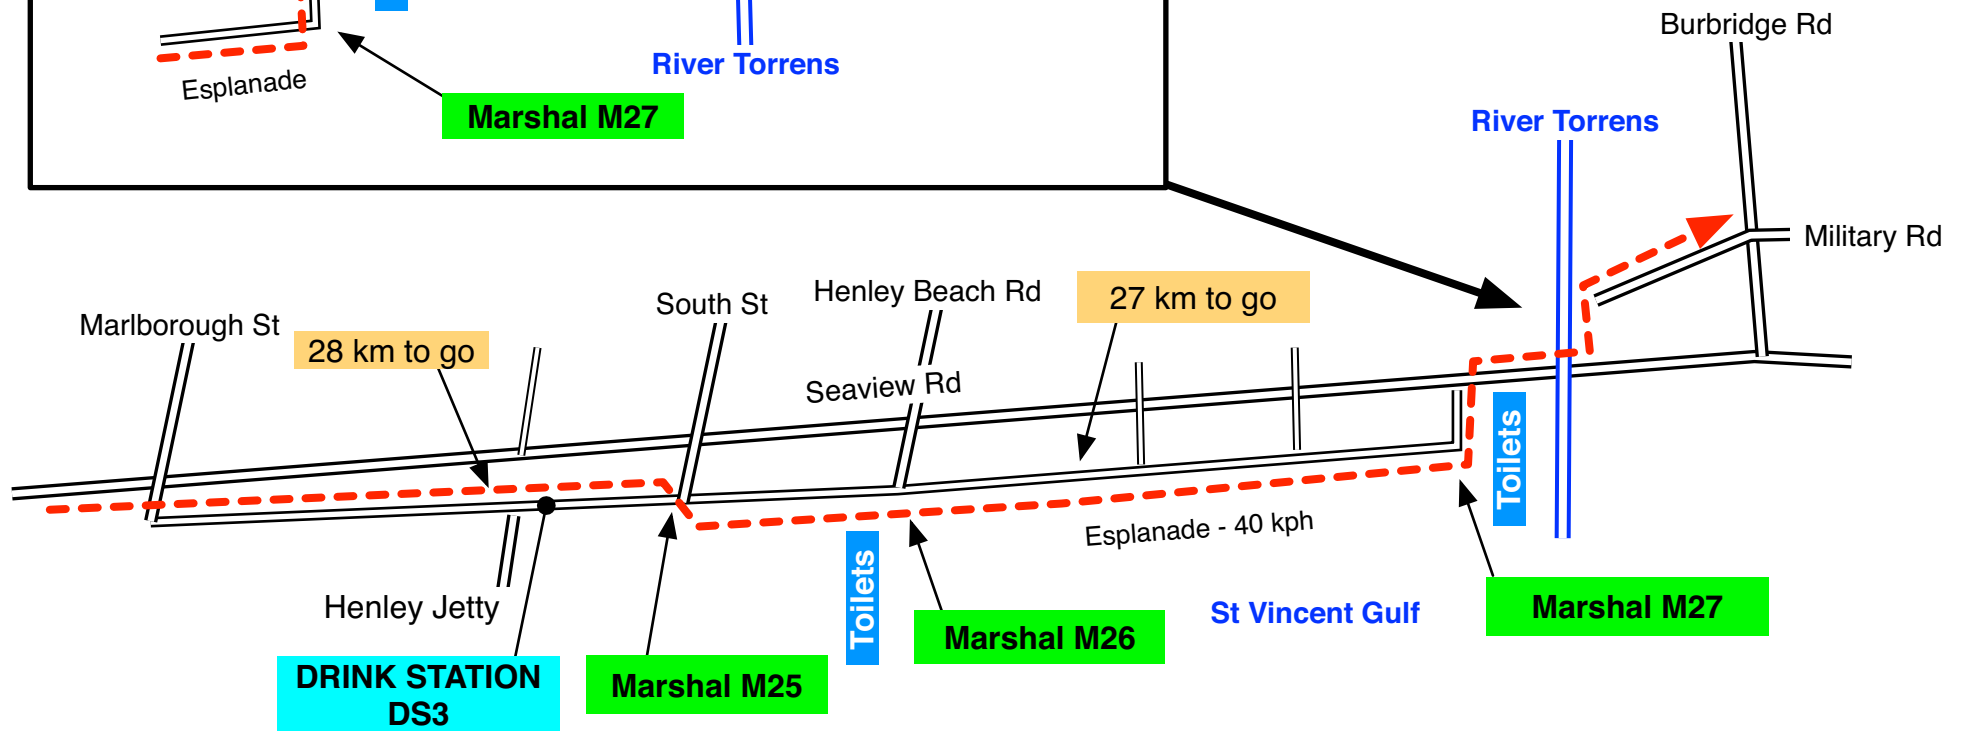 Burbridge Rd
River Torrens
Esplanade
Marshal M27
River Torrens
Military Rd
Henley Beach Rd
27 km to go
South St
Marlborough St
28 km to go
Seaview Rd
Toilets
Esplanade - 40 kph
Toilets
Henley Jetty
St Vincent Gulf
Marshal M27
Marshal M26
DRINK STATION
DS3
Marshal M25